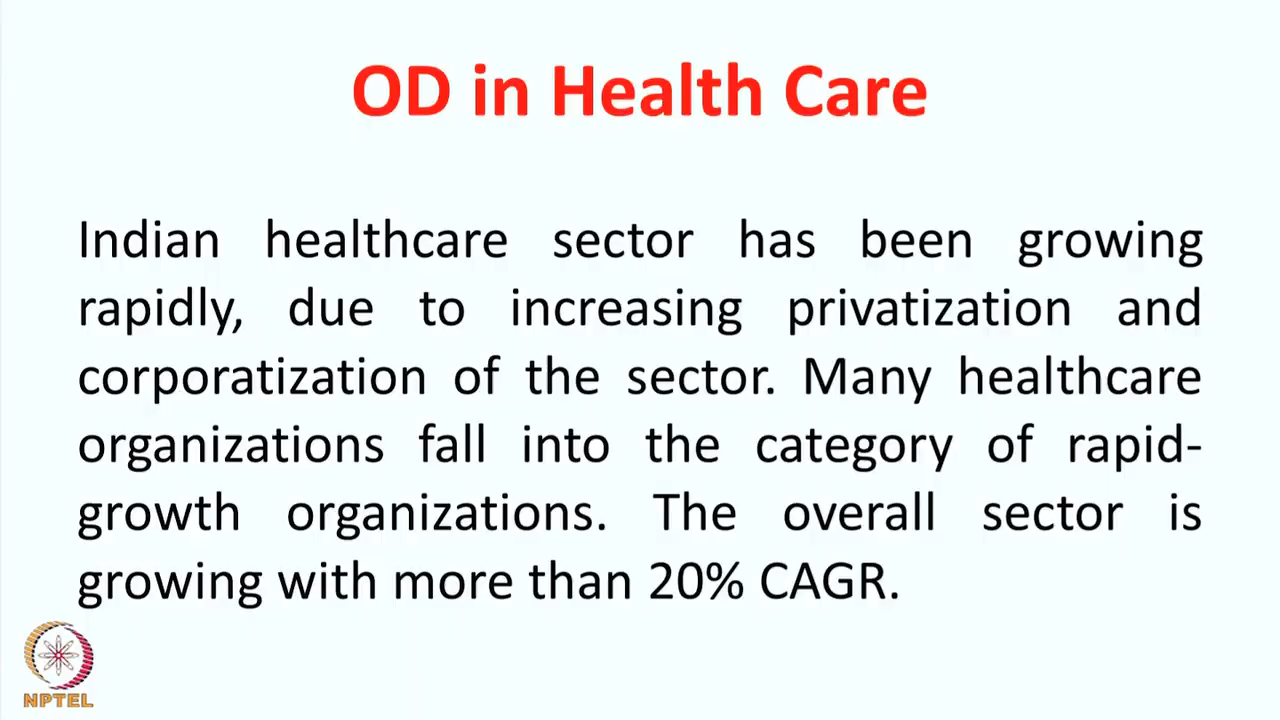 OD in Health Care
Indian healthcare sector has been growing
rapidly, due to increasing privatization and
corporatization of the sector. Many healthcare
organizations fall into the category of rapid-
growth organizations. The overall sector is
growing with more than 20% CAGR.
NPTEL